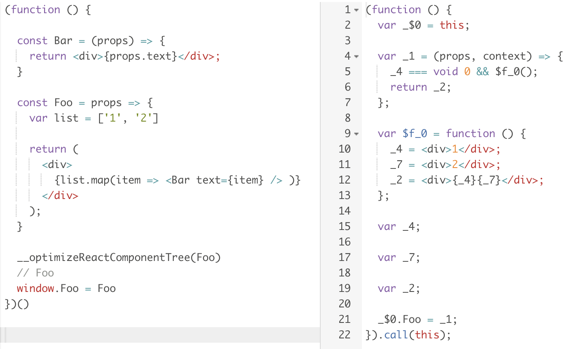 (function () {
const Bar = (props) => {
return <div>{props.text}</div>;
}
const Foo = props => {
var list = ['1', '2']
return (
<div>
{list.map(item => <Bar text={item} /> )}
</div>
);
}
__optimizeReactComponentTree(Foo)
// Foo
window.Foo = Foo
})()
1 (function () {
2 var _$0 = this;
3
4 var _1 = (props, context) => {
5 _4 === void 0 && $f_0();
6 return _2;
7 };
8
9 var $f_0 = function () {
10 _4 = <div>1</div>;
11 _7 = <div>2</div>;
12 _2 = <div>{_4}{_7}</div>;
13 };
14
15 var _4;
16
17 var _7;
18
19 var _2;
20
21 _$0.Foo = _1;
22 }).call(this);